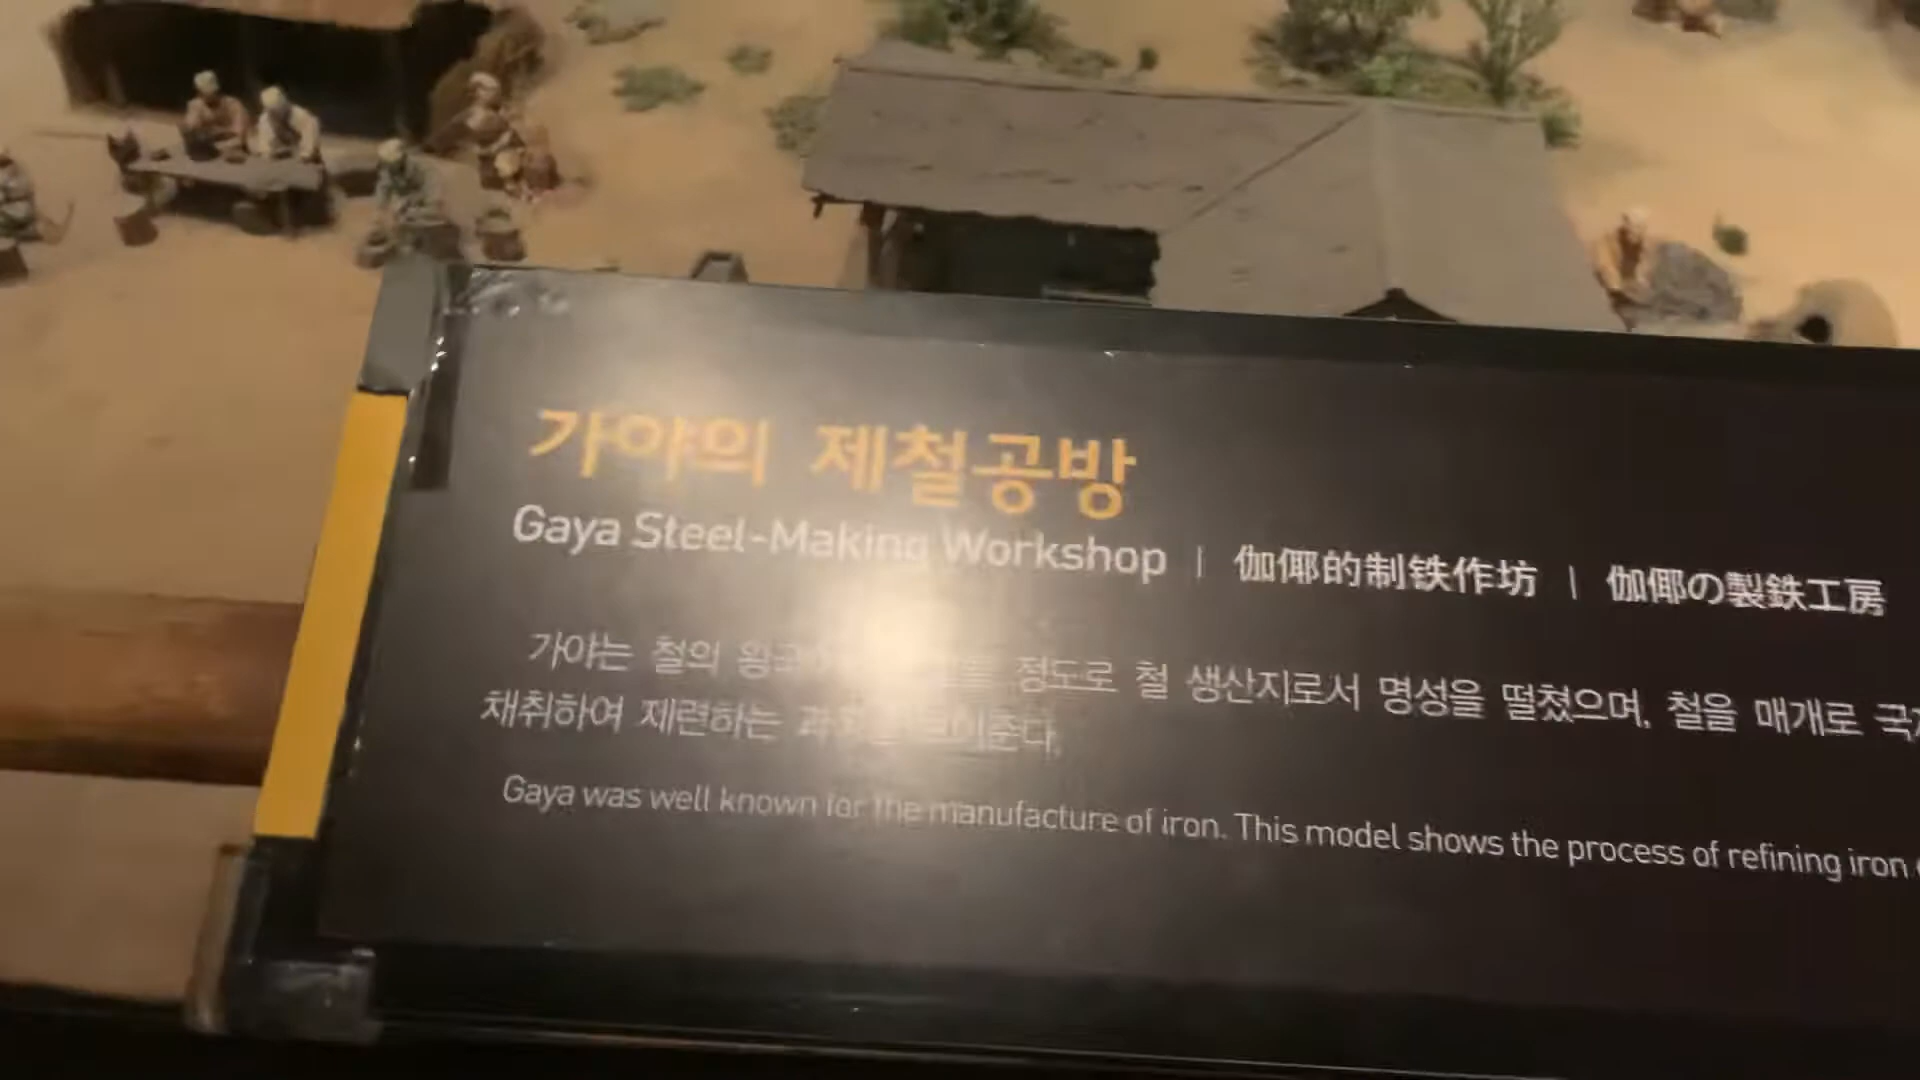 가야의 제철공방
Gaya Steel-Making Workshop | 伽倻的制铁作坊 | 伽倻の製鉄工房
가야는 철의 정도로 철 생산지로서 명성을 떨쳤으며, 철을 매개로
채취하여 제련하는
Gaya was well known for the manufacture of iron. This model shows the process of refining iron